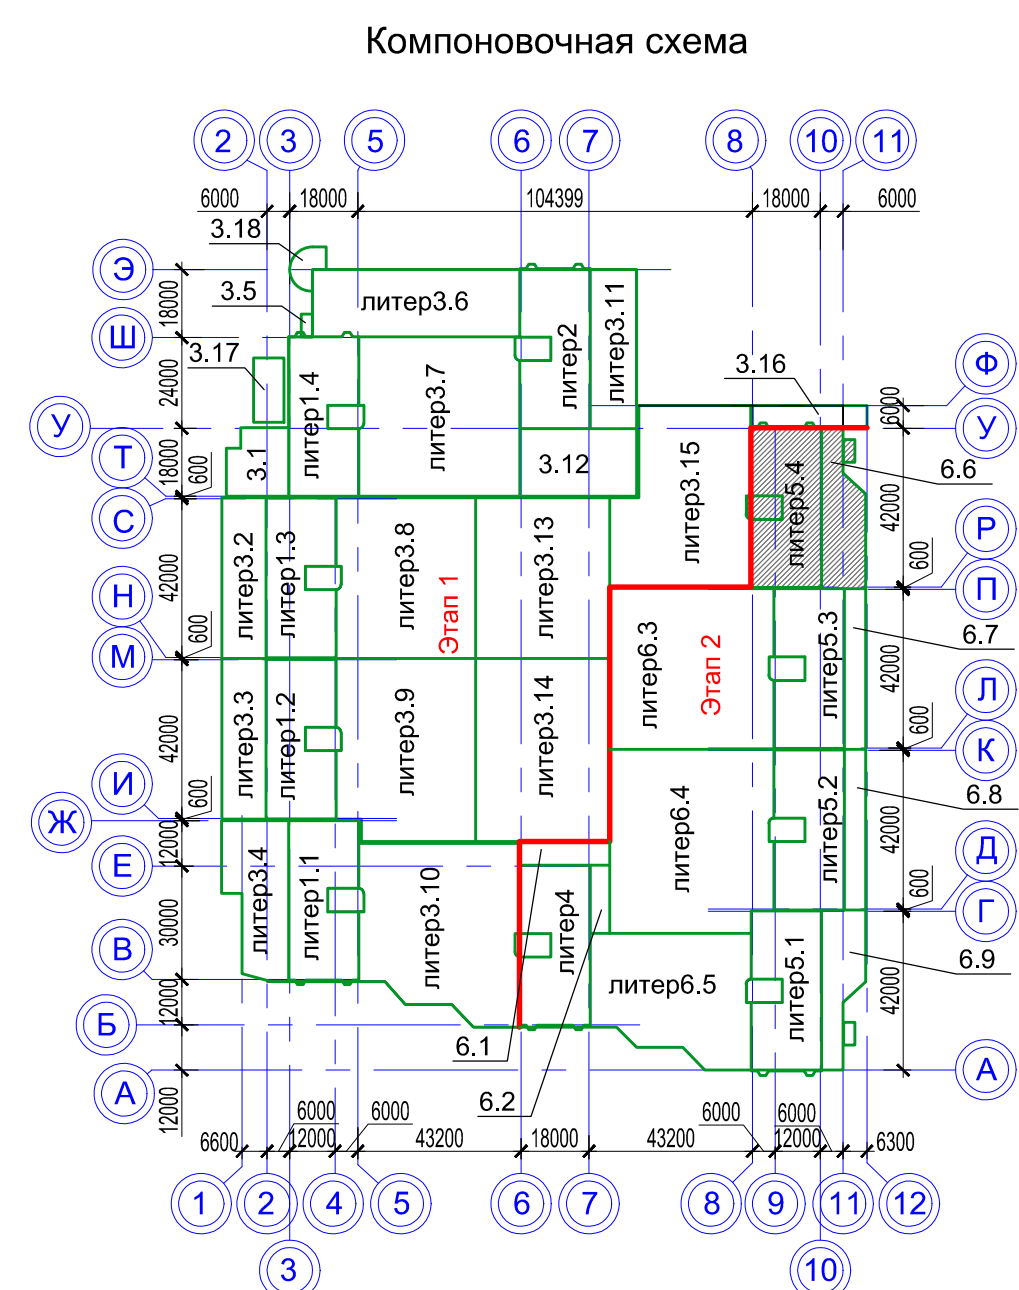 Компоновочная схема
2 3 5 6 7 8 10 11
6000 18000 104399 18000 6000
3.18
Э
литер3.6
3.5
18000
литер2
литер3.11
Ш
3.17
3.16
Ф
24000
литер1.4
литер3.7
6000
У
У
Т
18000
600
3.1
3.12
литер3.15
литер5.4
6.6
С
42000
Р
литер3.2
литер1.3
литер3.8
литер3.13
600
П
42000
Этап 1
Н
600
литер6.3
Этап 2
литер5.3
6.7
М
42000
Л
литер3.3
литер1.2
литер3.9
литер3.14
600
К
42000
И
600
литер6.4
литер5.2
6.8
Ж
42000
12000
Д
Е
600
литер3.4
литер1.1
литер3.10
литер4
Г
30000
В
литер6.5
литер5.1
6.9
42000
12000
Б
6.1
А
А
6.2
12000
6000 6000 6000 6000
6600 12000 43200 18000 43200 12000 6300
1 2 4 5 6 7 8 9 11 12
3 10